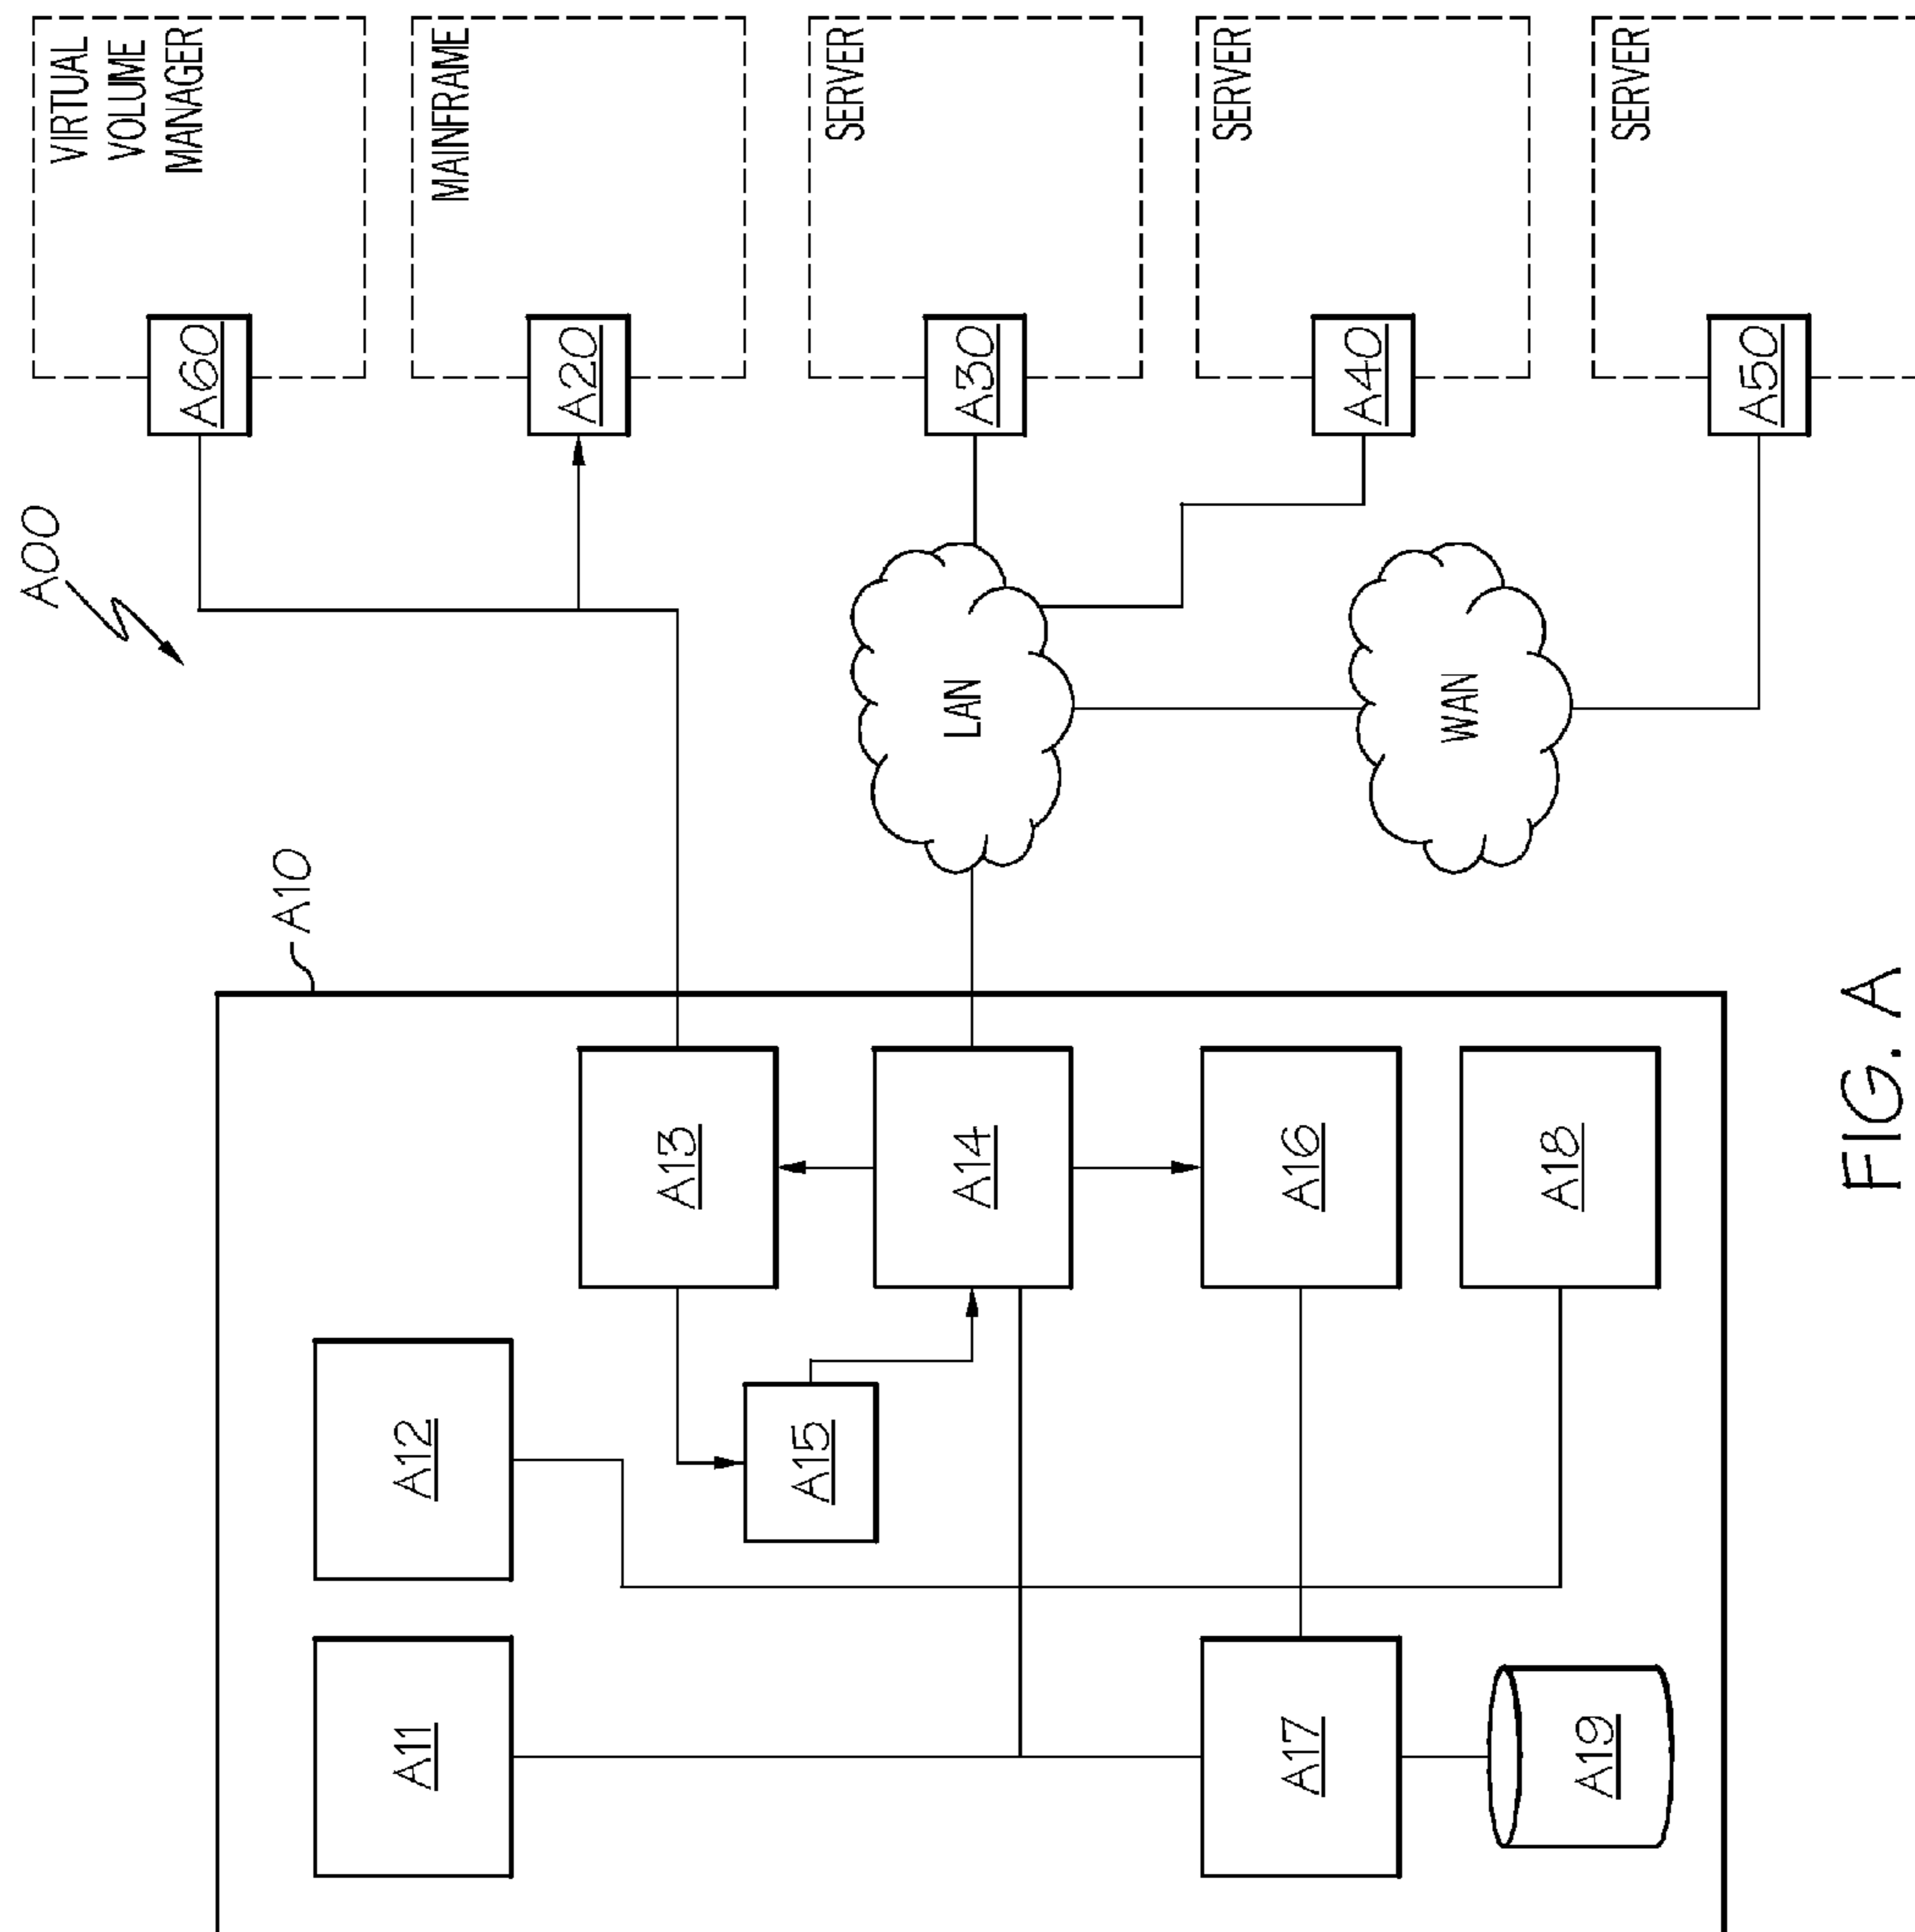 A00
VIRTUAL
VOLUME
MANAGER
A60
MAINFRAME
A20
SERVER
A30
SERVER
A40
SERVER
A50
LAN
WAN
A10
A11
A12
A13
A14
A15
A16
A17
A18
A19
FIG. A